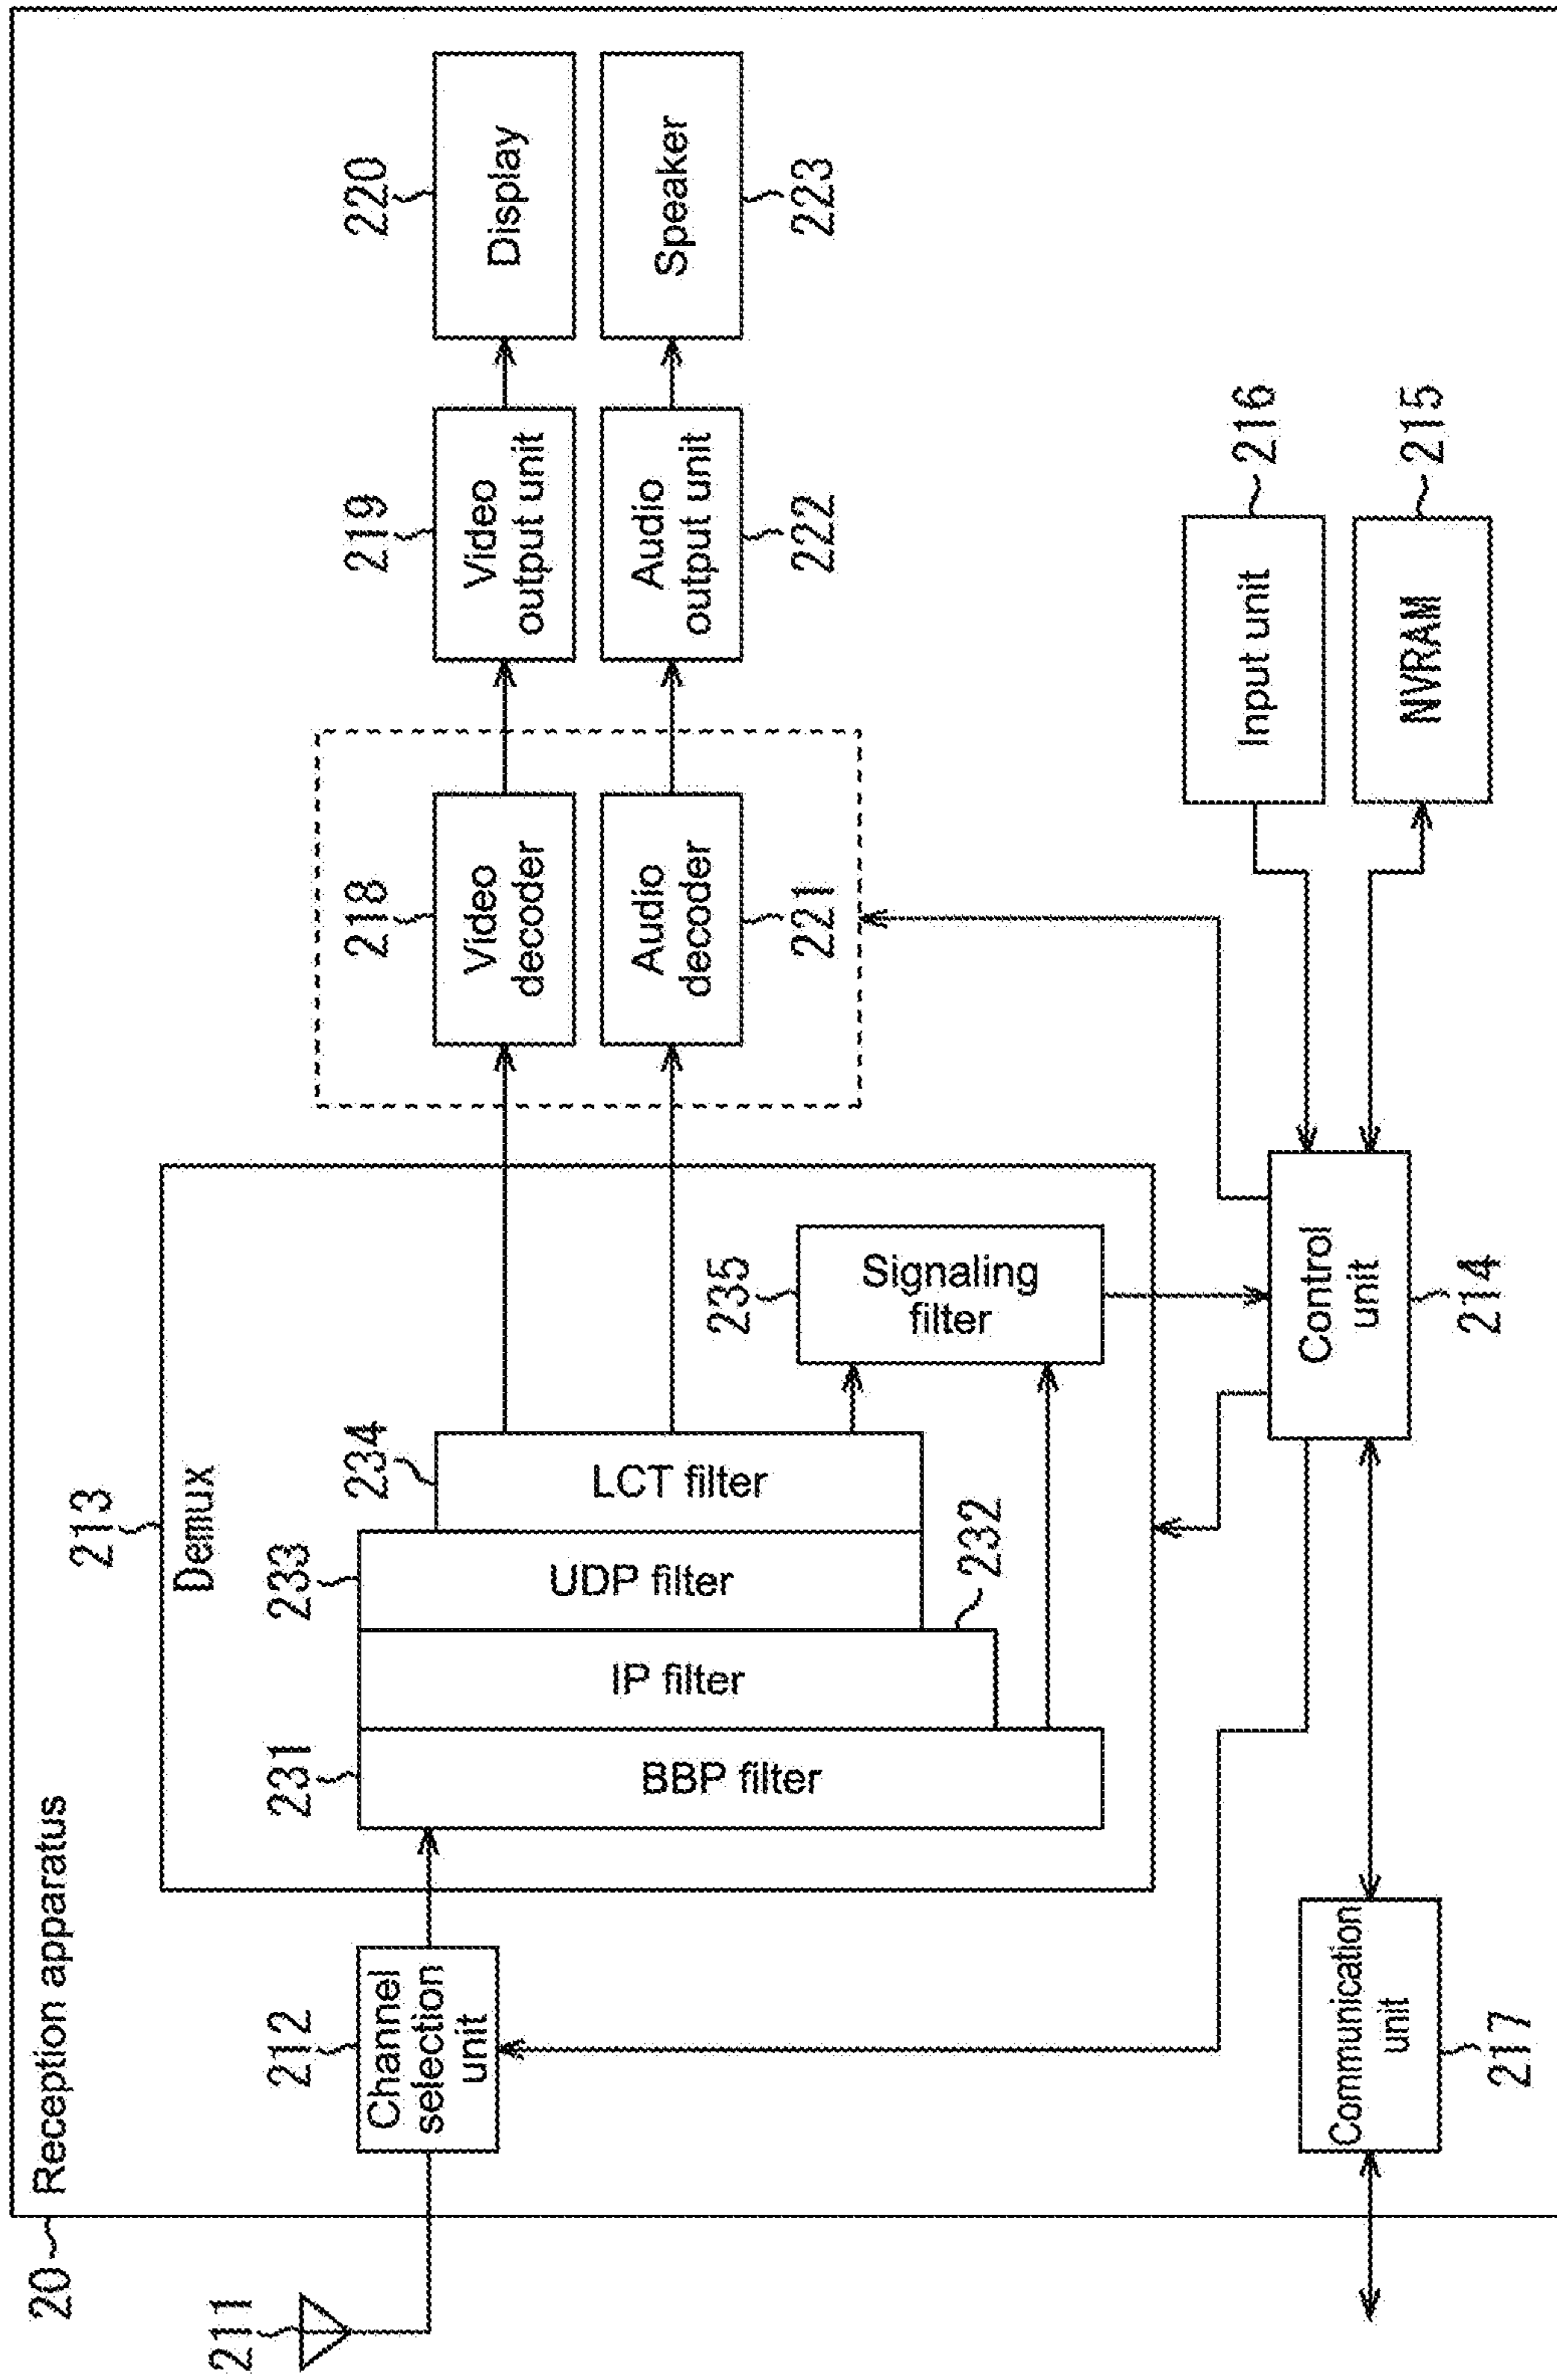 20
Reception apparatus
211
212
Channel
selection
unit
213
Demux
231
BBP filter
IP filter
232
233
UDP filter
234
LCT filter
235
Signaling
filter
218
Video
decoder
Audio
decoder
221
219
Video
output unit
Audio
output unit
222
220
Display
Speaker
223
Communication
unit
217
Control
unit
214
Input unit
216
NVRAM
215